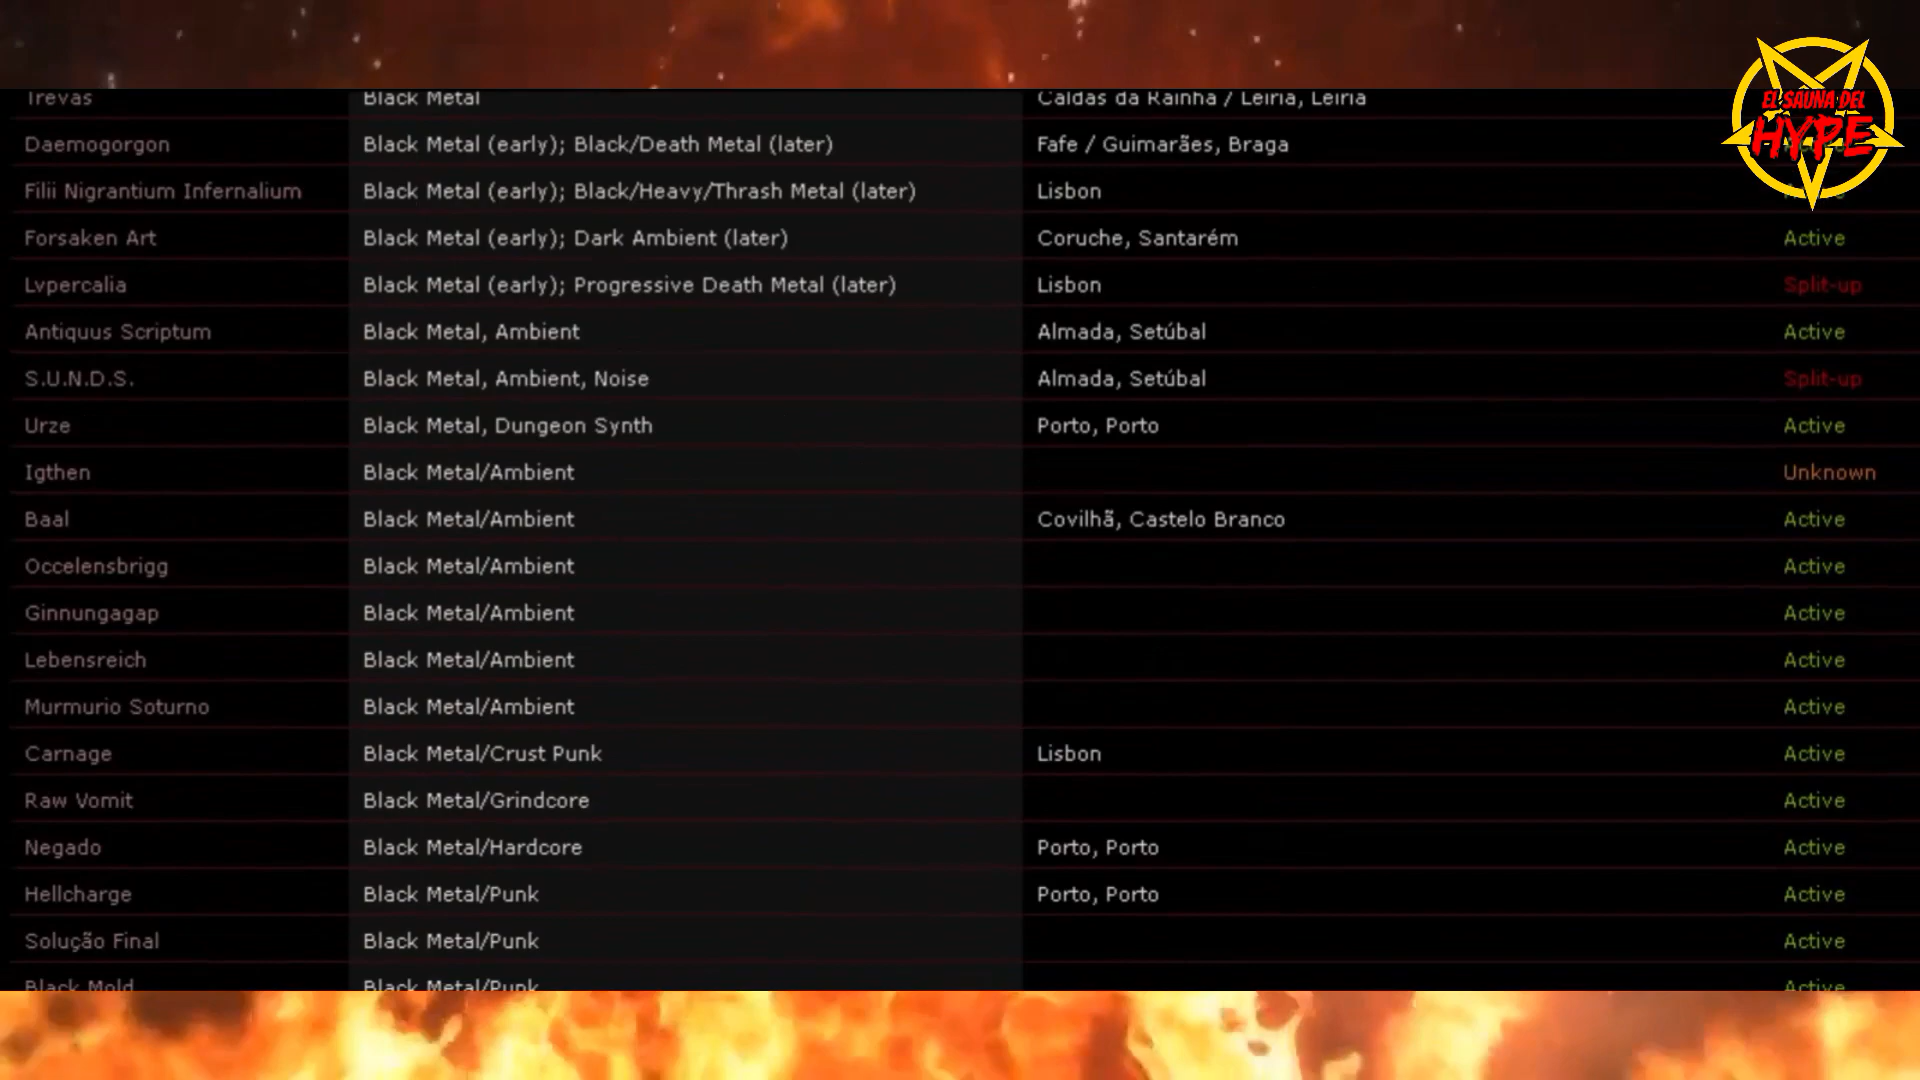 Trevas Black Metal Caldas da Rainha / Leiria, Leiria
EL SAUNA DEL
HYPE
Daemogorgon Black Metal (early); Black/Death Metal (later) Fafe / Guimarães, Braga
Filii Nigrantium Infernalium Black Metal (early); Black/Heavy/Thrash Metal (later) Lisbon
Forsaken Art Black Metal (early); Dark Ambient (later) Coruche, Santarém Active
Lvpercalia Black Metal (early); Progressive Death Metal (later) Lisbon Split-up
Antiquus Scriptum Black Metal, Ambient Almada, Setúbal Active
S.U.N.D.S. Black Metal, Ambient, Noise Almada, Setúbal Split-up
Urze Black Metal, Dungeon Synth Porto, Porto Active
Igthen Black Metal/Ambient Unknown
Baal Black Metal/Ambient Covilhã, Castelo Branco Active
Occelensbrigg Black Metal/Ambient Active
Ginnungagap Black Metal/Ambient Active
Lebensreich Black Metal/Ambient Active
Murmurio Soturno Black Metal/Ambient Active
Carnage Black Metal/Crust Punk Lisbon Active
Raw Vomit Black Metal/Grindcore Active
Negado Black Metal/Hardcore Porto, Porto Active
Hellcharge Black Metal/Punk Porto, Porto Active
Solução Final Black Metal/Punk Active
Black Mold Black Metal/Punk Active